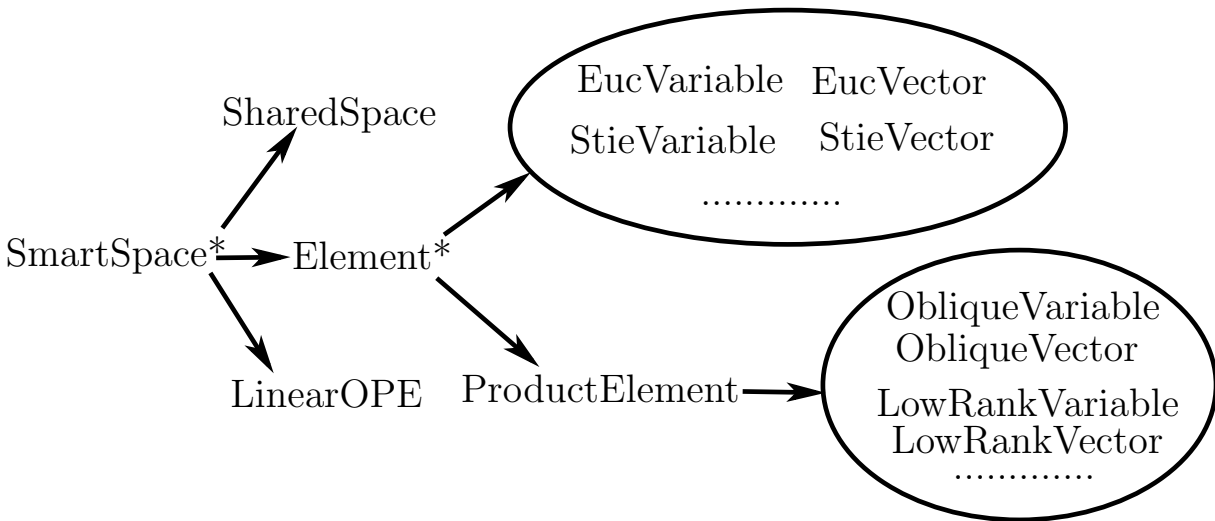 EucVariable EucVector
SharedSpace
StieVariable StieVector
.............
SmartSpace* Element*
ObliqueVariable
ObliqueVector
LinearOPE ProductElement
LowRankVariable
LowRankVector
.............